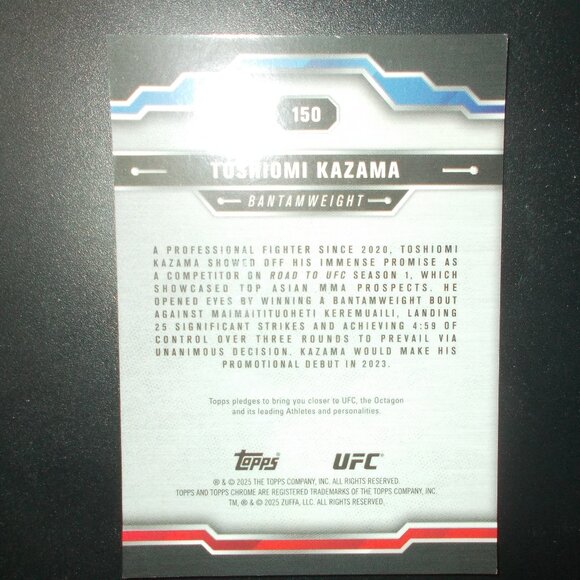 150
TOSHIOMI KAZAMA
BANTAMWEIGHT
A PROFESSIONAL FIGHTER SINCE 2020, TOSHIOMI
KAZAMA SHOWED OFF HIS IMMENSE PROMISE AS
A COMPETITOR ON ROAD TO UFC SEASON 1, WHICH
SHOWCASED TOP ASIAN MMA PROSPECTS. HE
OPENED EYES BY WINNING A BANTAMWEIGHT BOUT
AGAINST MAIMAITITUOHETI KEREMUAILI, LANDING
25 SIGNIFICANT STRIKES AND ACHIEVING 4:59 OF
CONTROL OVER THREE ROUNDS TO PREVAIL VIA
UNANIMOUS DECISION. KAZAMA WOULD MAKE HIS
PROMOTIONAL DEBUT IN 2023.
Topps pledges to bring you closer to UFC, the Octagon
and its leading Athletes and personalities.
topps® UFC®
® & © 2025 THE TOPPS COMPANY, INC. ALL RIGHTS RESERVED.
TOPPS AND TOPPS CHROME ARE REGISTERED TRADEMARKS OF THE TOPPS COMPANY, INC.
TM, ® & © 2025 ZUFFA, LLC. ALL RIGHTS RESERVED.